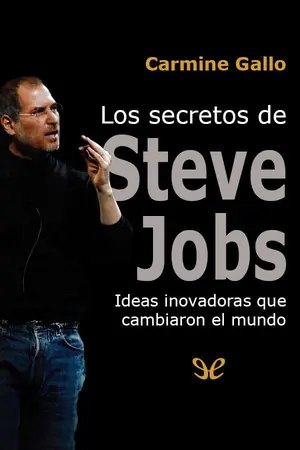 Carmine Gallo
Los secretos de
Steve
Jobs
Ideas inovadoras que
cambiaron el mundo